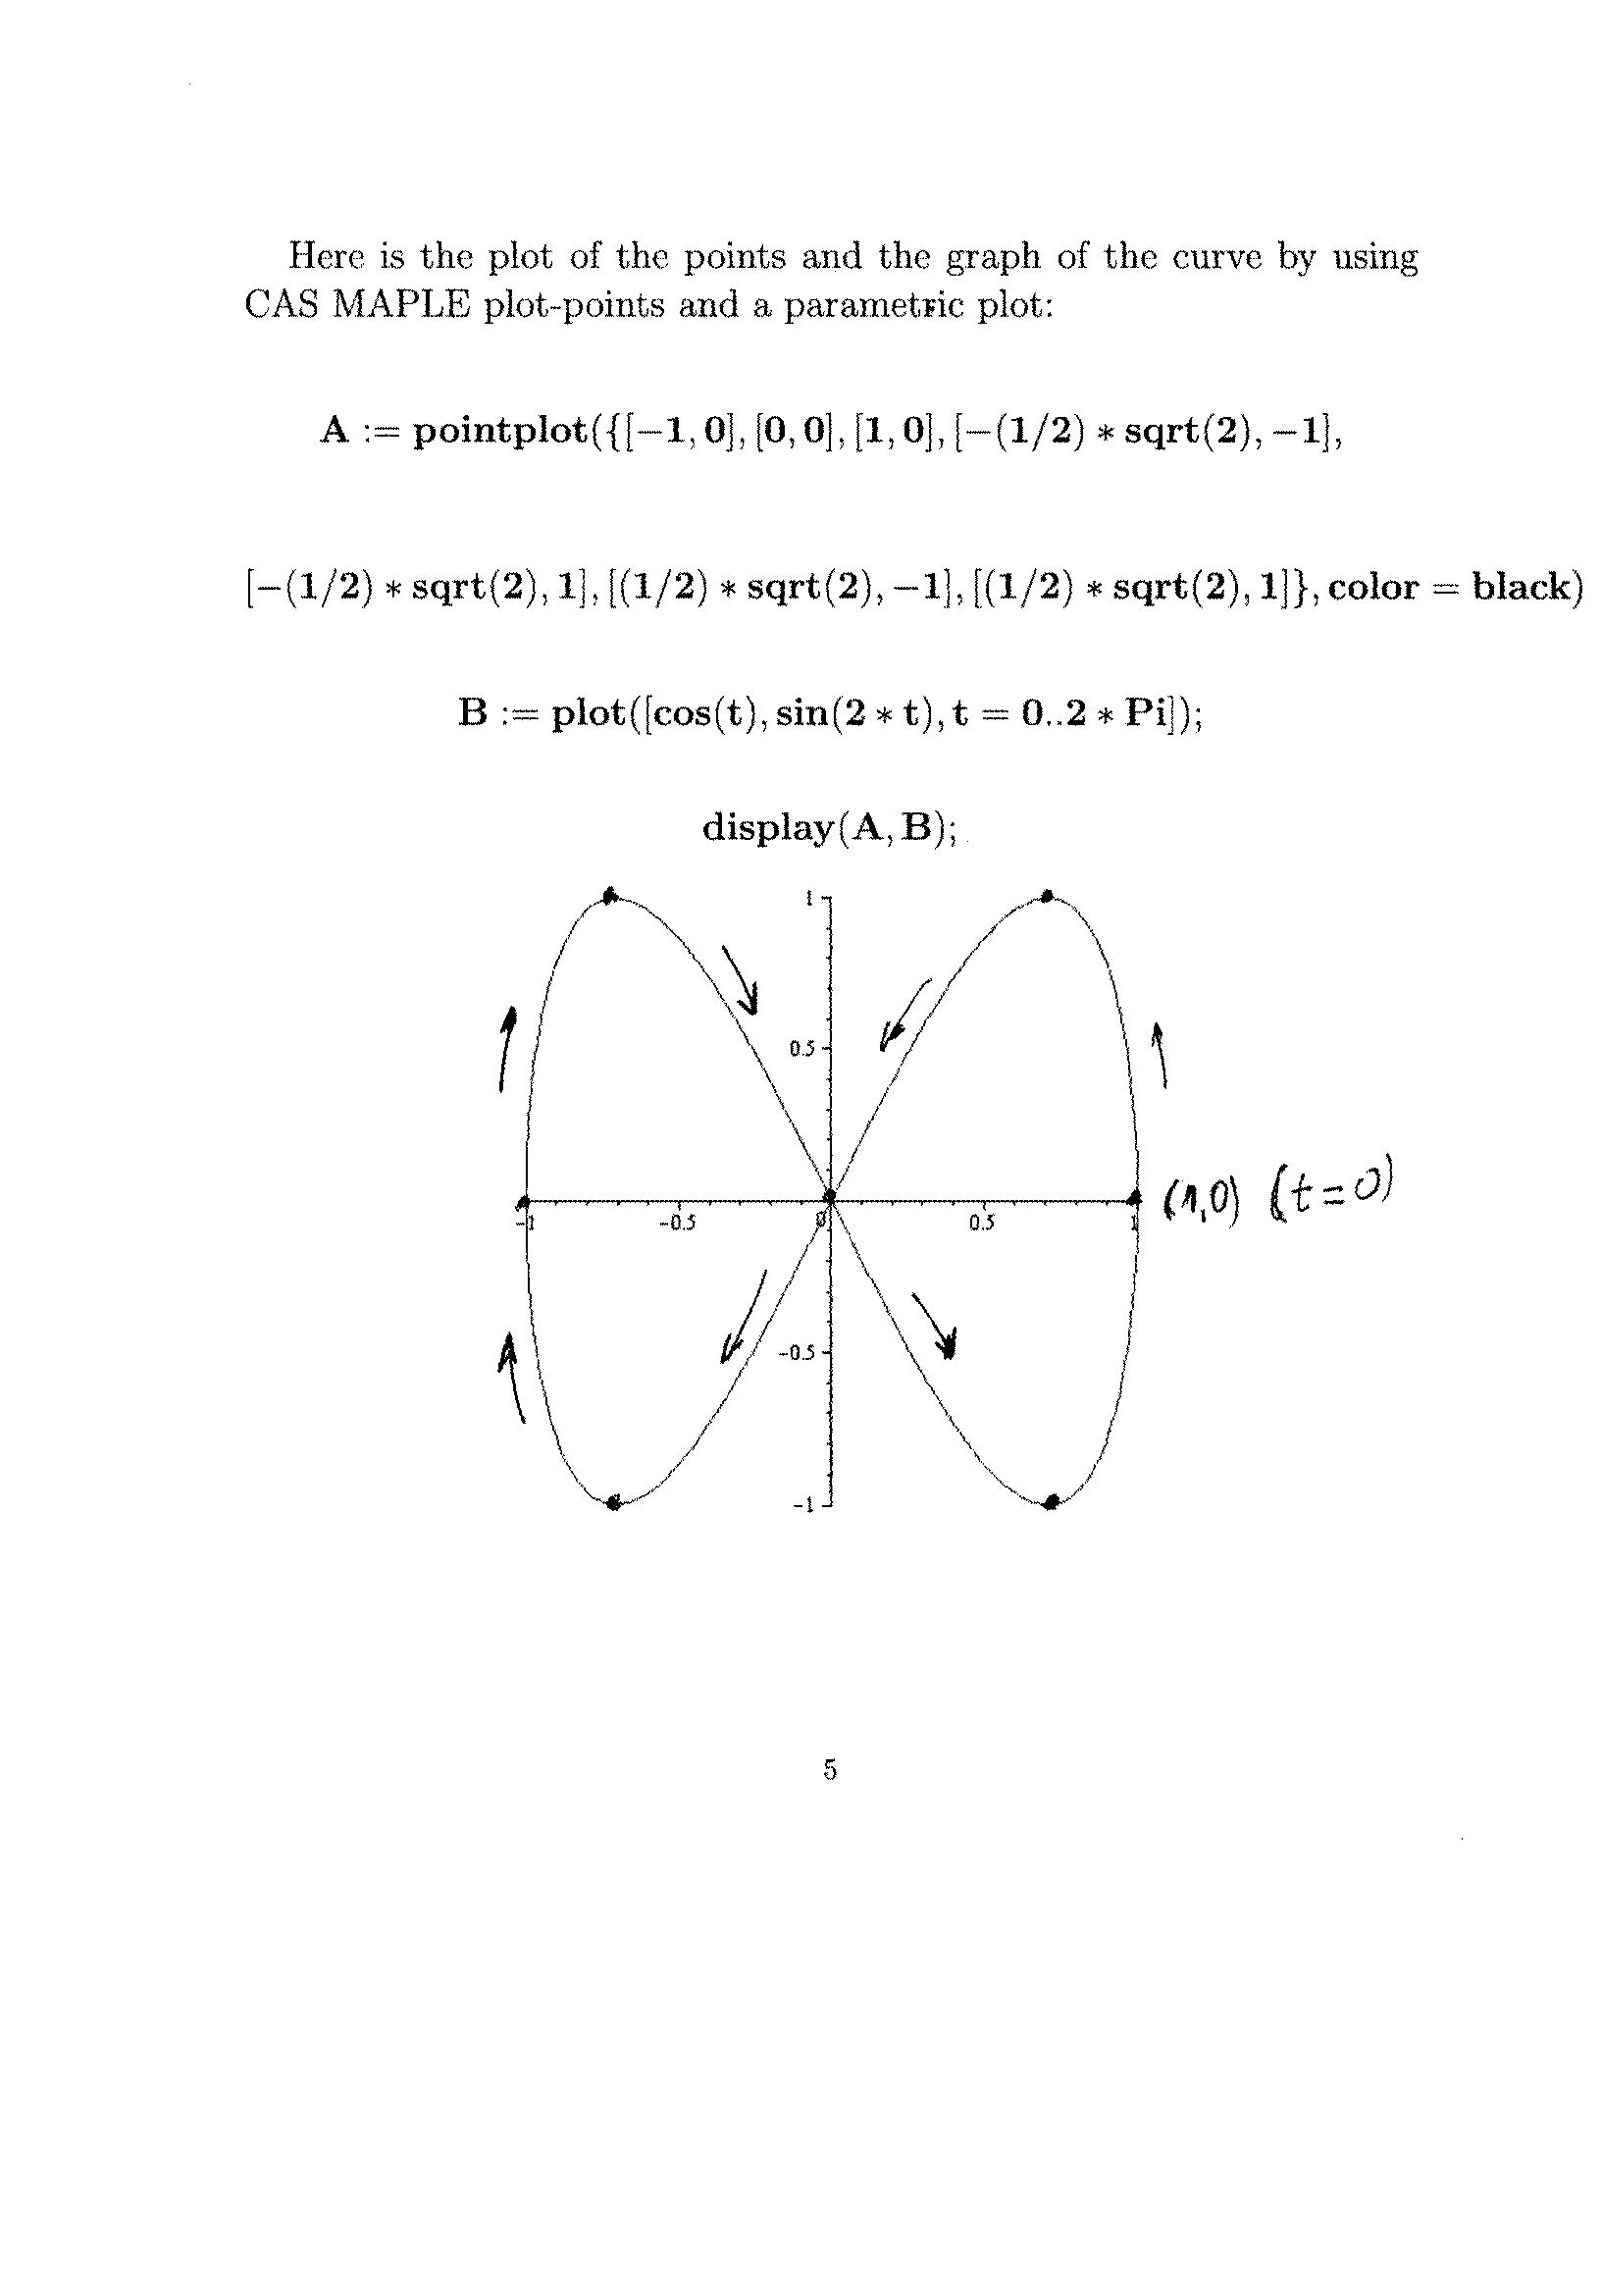 Here is the plot of the points and the graph of the curve by using
CAS MAPLE plot-points and a parametric plot:
A := pointplot({[−1, 0], [0, 0], [1, 0], [−(1/2) ∗ sqrt(2), −1],
[−(1/2) ∗ sqrt(2), 1], [(1/2) ∗ sqrt(2), −1], [(1/2) ∗ sqrt(2), 1]}, color = black)
B := plot([cos(t), sin(2 ∗ t), t = 0..2 ∗ Pi]);
display(A, B);
1
0.5
(1,0) (t=0)
−1 −0.5 0 0.5 1
−0.5
−1
5